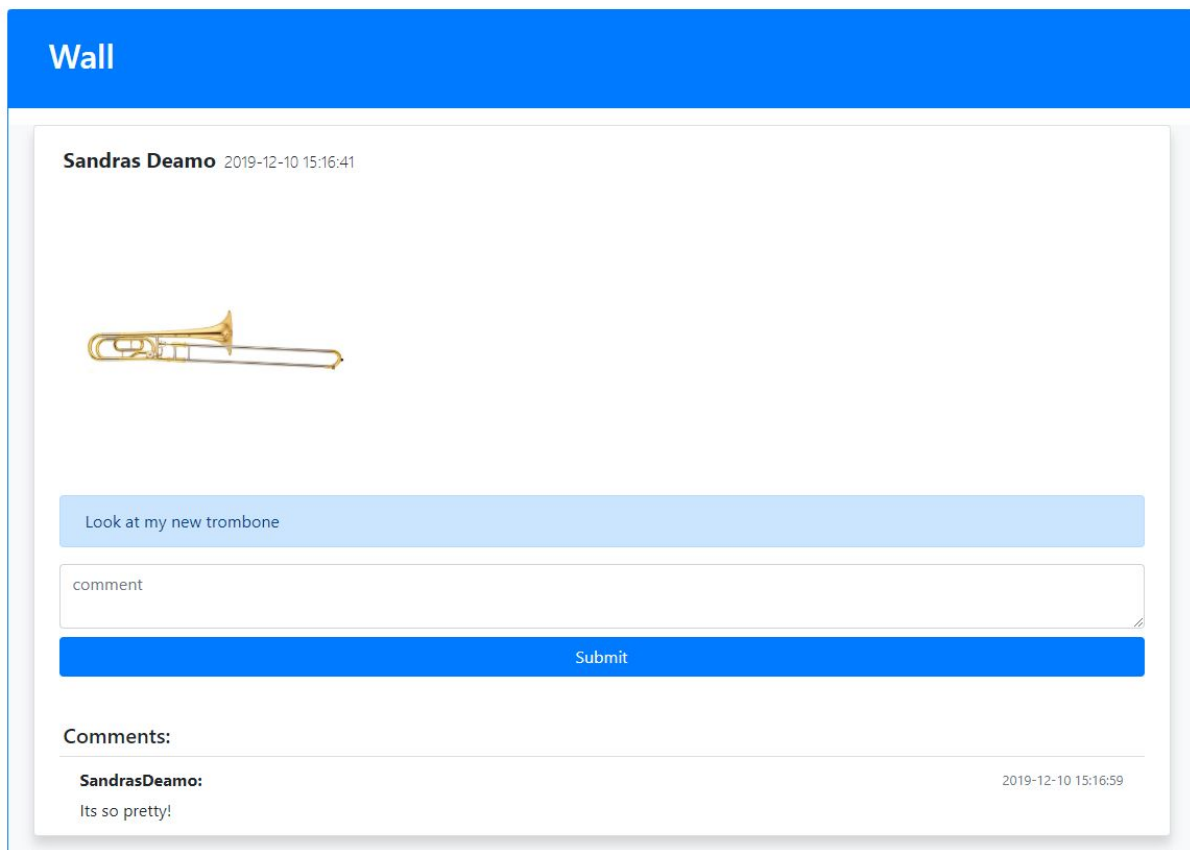 Wall
Sandras Deamo 2019-12-10 15:16:41
Look at my new trombone
comment
Submit
Comments:
SandrasDeamo: 2019-12-10 15:16:59
Its so pretty!